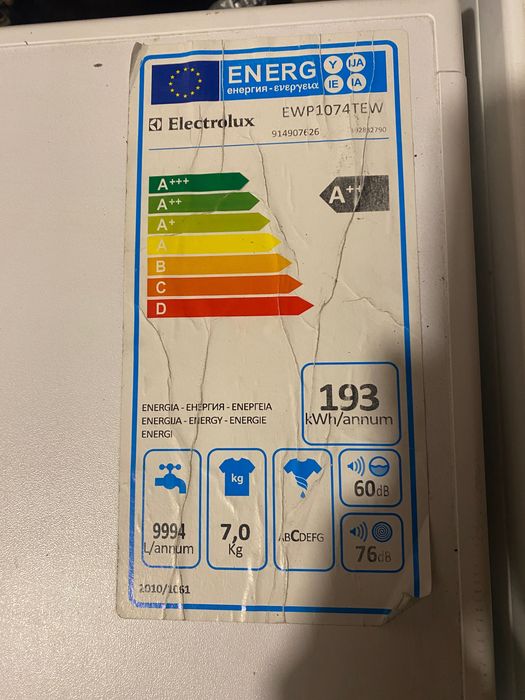 ENERG Y IJA
енергия - ενεργεια IE IA
Electrolux EWP1074TEW
914907626
A+++
A++ A++
A+
A
B
C
D
ENERGIA - ЕНЕРГИЯ - ΕΝΕΡΓΕΙΑ
ENERGIJA - ENERGY - ENERGIE
ENERGI
193
kWh/annum
kg
60dB
9994
L/annum
7,0
Kg
ABCDEFG
76dB
2010/1061